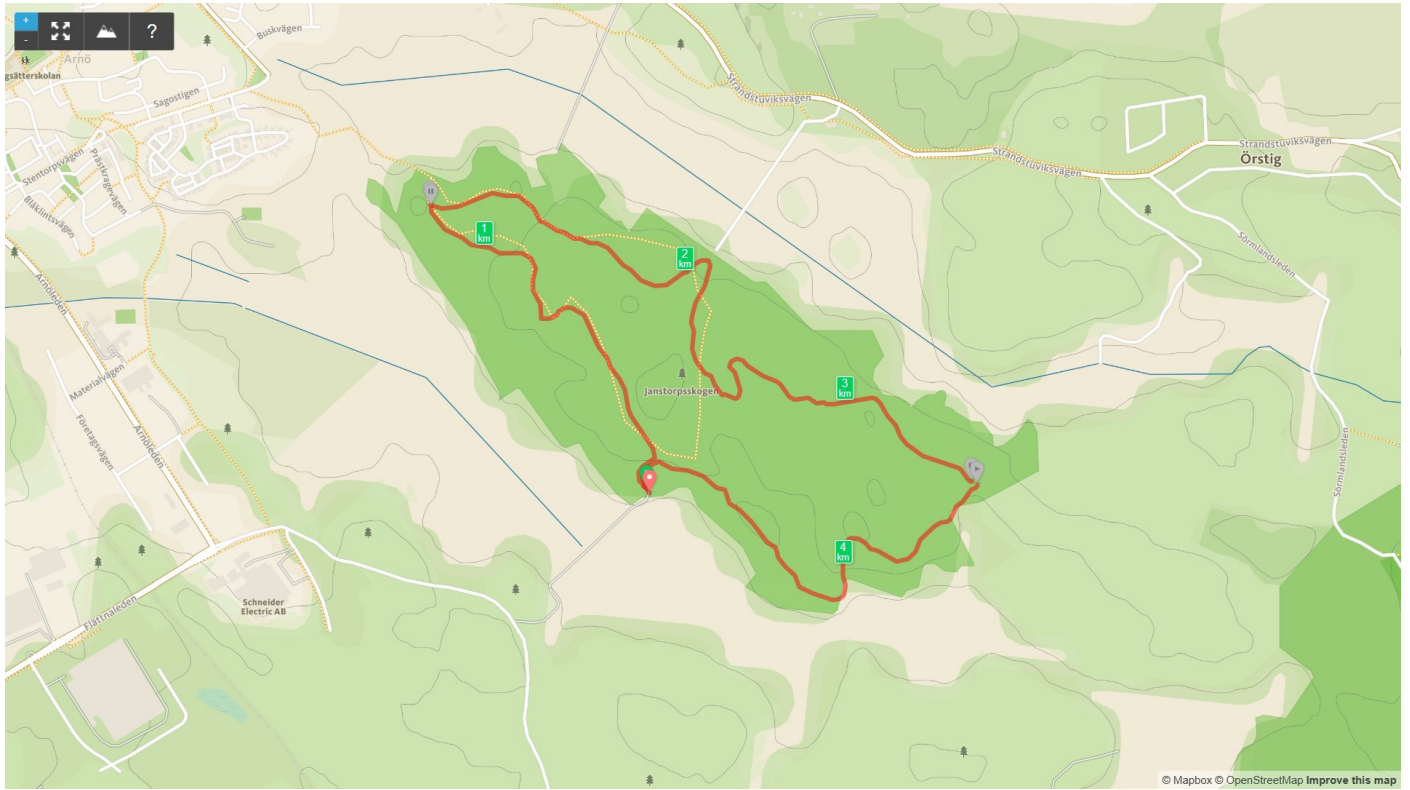 +
-
?
Buskvägen
Arnö
gsätterskolan
Sagostigen
Strandstuviksvägen
Strandstuviksvägen
Strandstuviksvägen
Örstig
Stentorpsvägen
Prästkragevägen
Blåklintsvägen
Sörmlandsleden
1
km
2
km
Arnöleden
Materialvägen
Janstorpsskogen
3
km
Företagsvägen
Arnöleden
Sörmlandsleden
4
km
Schneider
Electric AB
Flättnaleden
© Mapbox © OpenStreetMap Improve this map